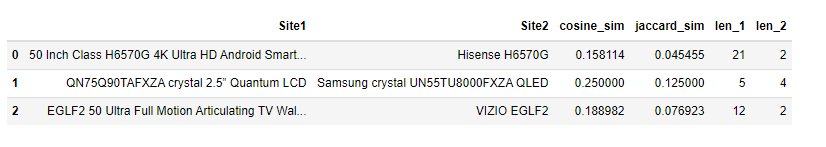 Site1 Site2 cosine_sim jaccard_sim len_1 len_2
0 50 Inch Class H6570G 4K Ultra HD Android Smart... Hisense H6570G 0.158114 0.045455 21 2
1 QN75Q90TAFXZA crystal 2.5” Quantum LCD Samsung crystal UN55TU8000FXZA QLED 0.250000 0.125000 5 4
2 EGLF2 50 Ultra Full Motion Articulating TV Wal... VIZIO EGLF2 0.188982 0.076923 12 2